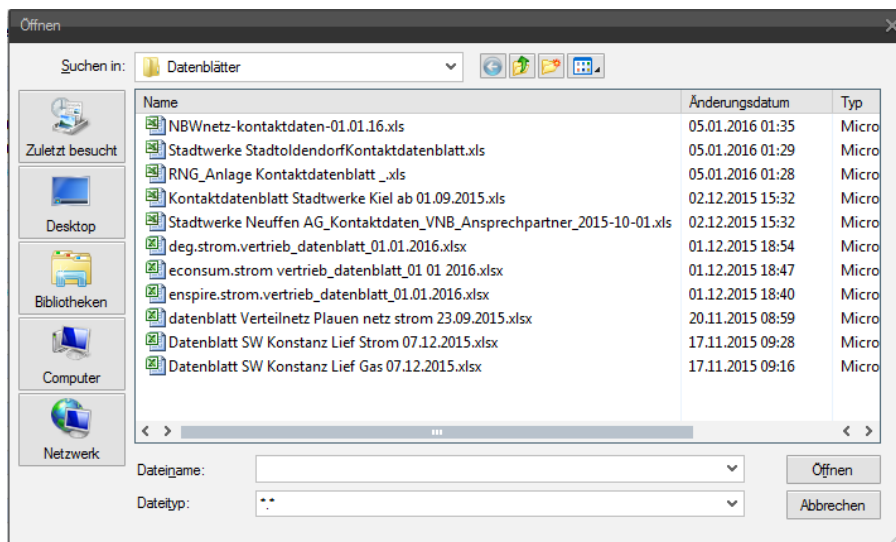 Öffnen
Suchen in: Datenblätter
Zuletzt besucht
Desktop
Bibliotheken
Computer
Netzwerk
Name Änderungsdatum Typ
NBWnetz-kontaktdaten-01.01.16.xls 05.01.2016 01:35 Micro
Stadtwerke StadtoldendorfKontaktdatenblatt.xls 05.01.2016 01:29 Micro
RNG_Anlage Kontaktdatenblatt _.xls 05.01.2016 01:28 Micro
Kontaktdatenblatt Stadtwerke Kiel ab 01.09.2015.xls 02.12.2015 15:32 Micro
Stadtwerke Neuffen AG_Kontaktdaten_VNB_Ansprechpartner_2015-10-01.xls 02.12.2015 15:32 Micro
deg.strom.vertrieb_datenblatt_01.01.2016.xlsx 01.12.2015 18:54 Micro
econsum.strom vertrieb_datenblatt_01 01 2016.xlsx 01.12.2015 18:47 Micro
enspire.strom.vertrieb_datenblatt_01.01.2016.xlsx 01.12.2015 18:40 Micro
datenblatt Verteilnetz Plauen netz strom 23.09.2015.xlsx 20.11.2015 08:59 Micro
Datenblatt SW Konstanz Lief Strom 07.12.2015.xlsx 17.11.2015 09:28 Micro
Datenblatt SW Konstanz Lief Gas 07.12.2015.xlsx 17.11.2015 09:16 Micro
Dateiname: Öffnen
Dateityp: *.* Abbrechen